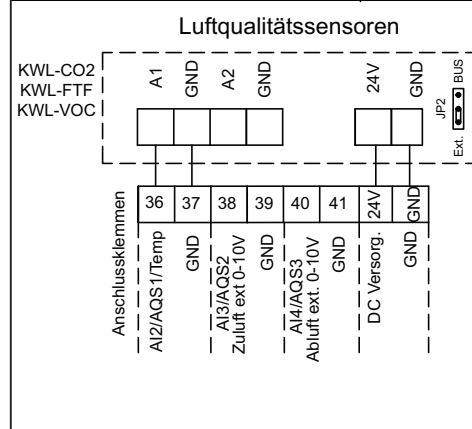 Luftqualitätssensoren
KWL-CO2
KWL-FTF
KWL-VOC
A1
GND
A2
GND
24V
GND
JP2
BUS
Ext.
Anschlussklemmen
36
37
38
39
40
41
24V
GND
AI2/AQS1/Temp
GND
AI3/AQS2
Zuluft ext 0-10V
GND
AI4/AQS3
Abluft ext. 0-10V
GND
DC Versorg.
GND